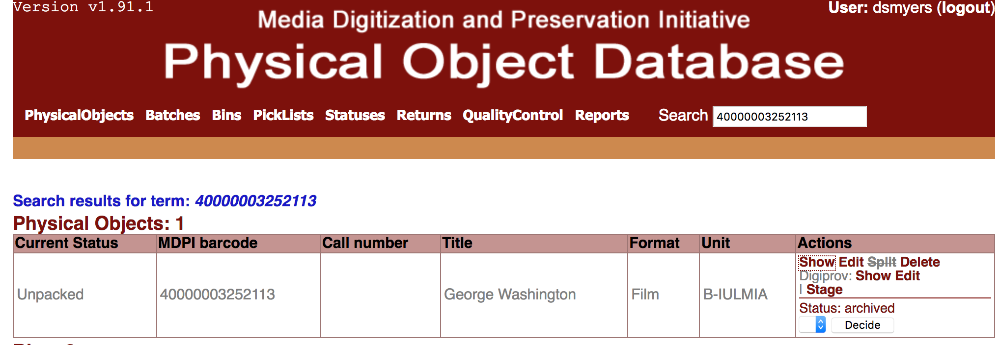 Version v1.91.1
User: dsmyers (logout)
Media Digitization and Preservation Initiative
Physical Object Database
PhysicalObjects Batches Bins PickLists Statuses Returns QualityControl Reports Search 40000003252113
Search results for term: 40000003252113
Physical Objects: 1
Current Status MDPI barcode Call number Title Format Unit Actions
Unpacked 40000003252113 George Washington Film B-IULMIA
Show Edit Split Delete
Digiprov: Show Edit
| Stage
Status: archived
Decide